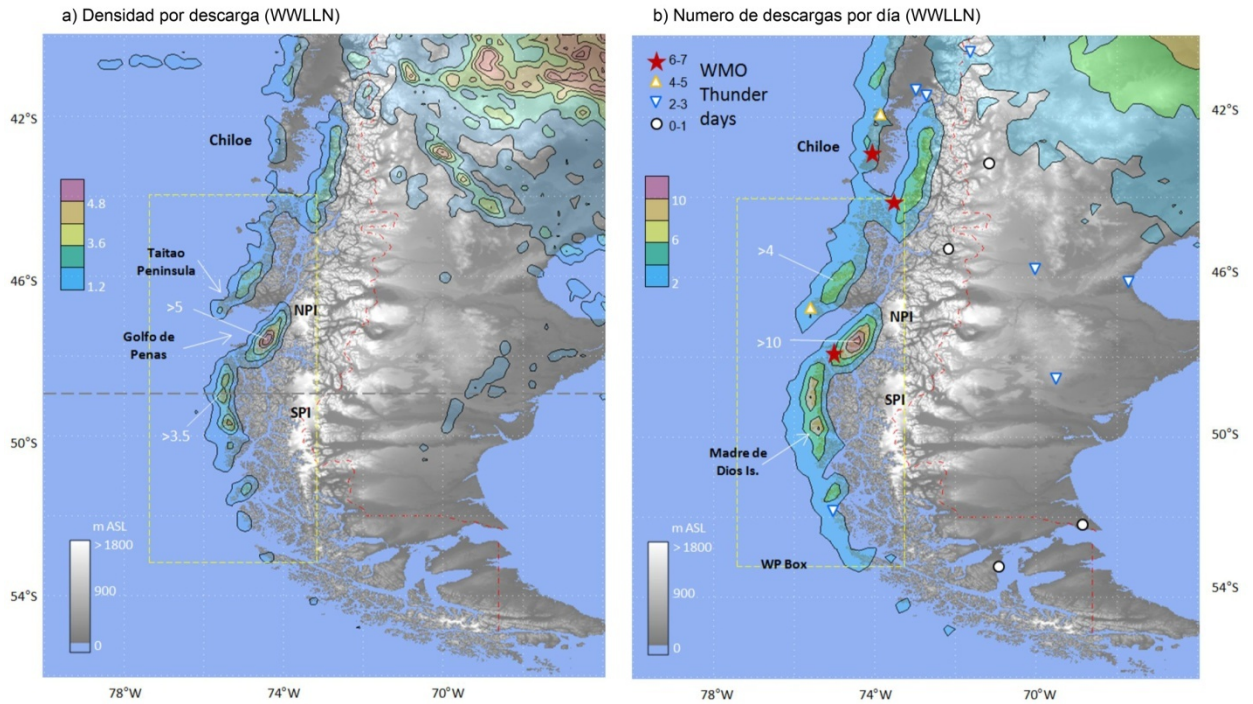 a) Densidad por descarga (WWLLN)
42°S
46°S
50°S
54°S
Chiloe
4.8
3.6
1.2
Taitao
Peninsula
>5
Golfo de
Penas
NPI
SPI
>3.5
m ASL
> 1800
900
0
78°W
74°W
70°W
b) Numero de descargas por día (WWLLN)
6-7
4-5
2-3
0-1
WMO
Thunder
days
Chiloe
10
6
2
>4
NPI
>10
SPI
Madre de
Dios Is.
WP Box
m ASL
> 1800
900
0
42°S
46°S
50°S
54°S
78°W
74°W
70°W